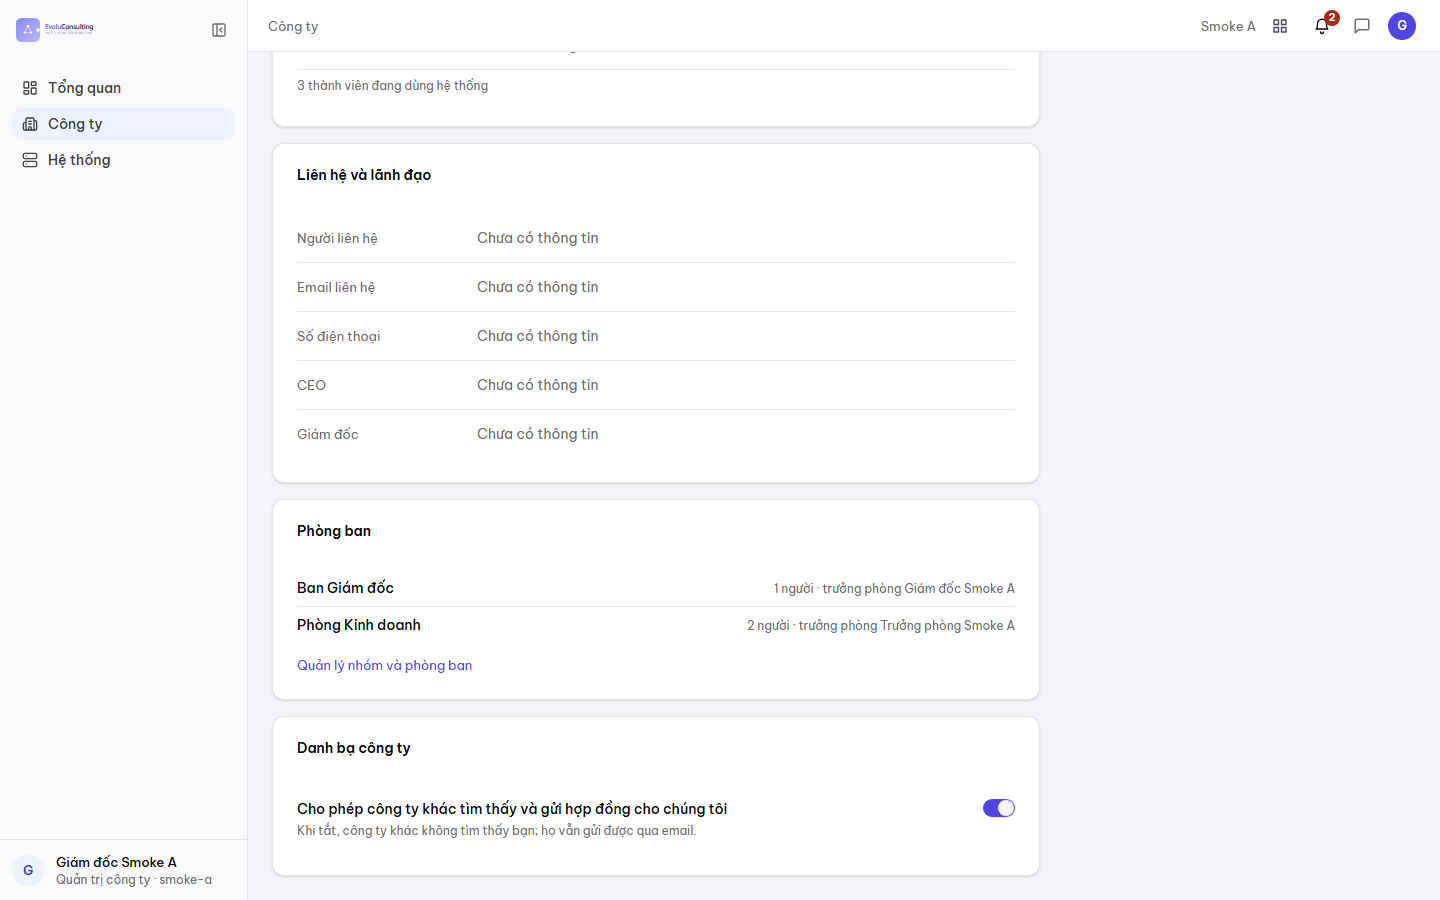 EvoluConsulting
Công ty
Smoke A
2
G
Tổng quan
Công ty
Hệ thống
3 thành viên đang dùng hệ thống
Liên hệ và lãnh đạo
Người liên hệ Chưa có thông tin
Email liên hệ Chưa có thông tin
Số điện thoại Chưa có thông tin
CEO Chưa có thông tin
Giám đốc Chưa có thông tin
Phòng ban
Ban Giám đốc 1 người · trưởng phòng Giám đốc Smoke A
Phòng Kinh doanh 2 người · trưởng phòng Trưởng phòng Smoke A
Quản lý nhóm và phòng ban
Danh bạ công ty
Cho phép công ty khác tìm thấy và gửi hợp đồng cho chúng tôi
Khi tắt, công ty khác không tìm thấy bạn; họ vẫn gửi được qua email.
G
Giám đốc Smoke A
Quản trị công ty · smoke-a